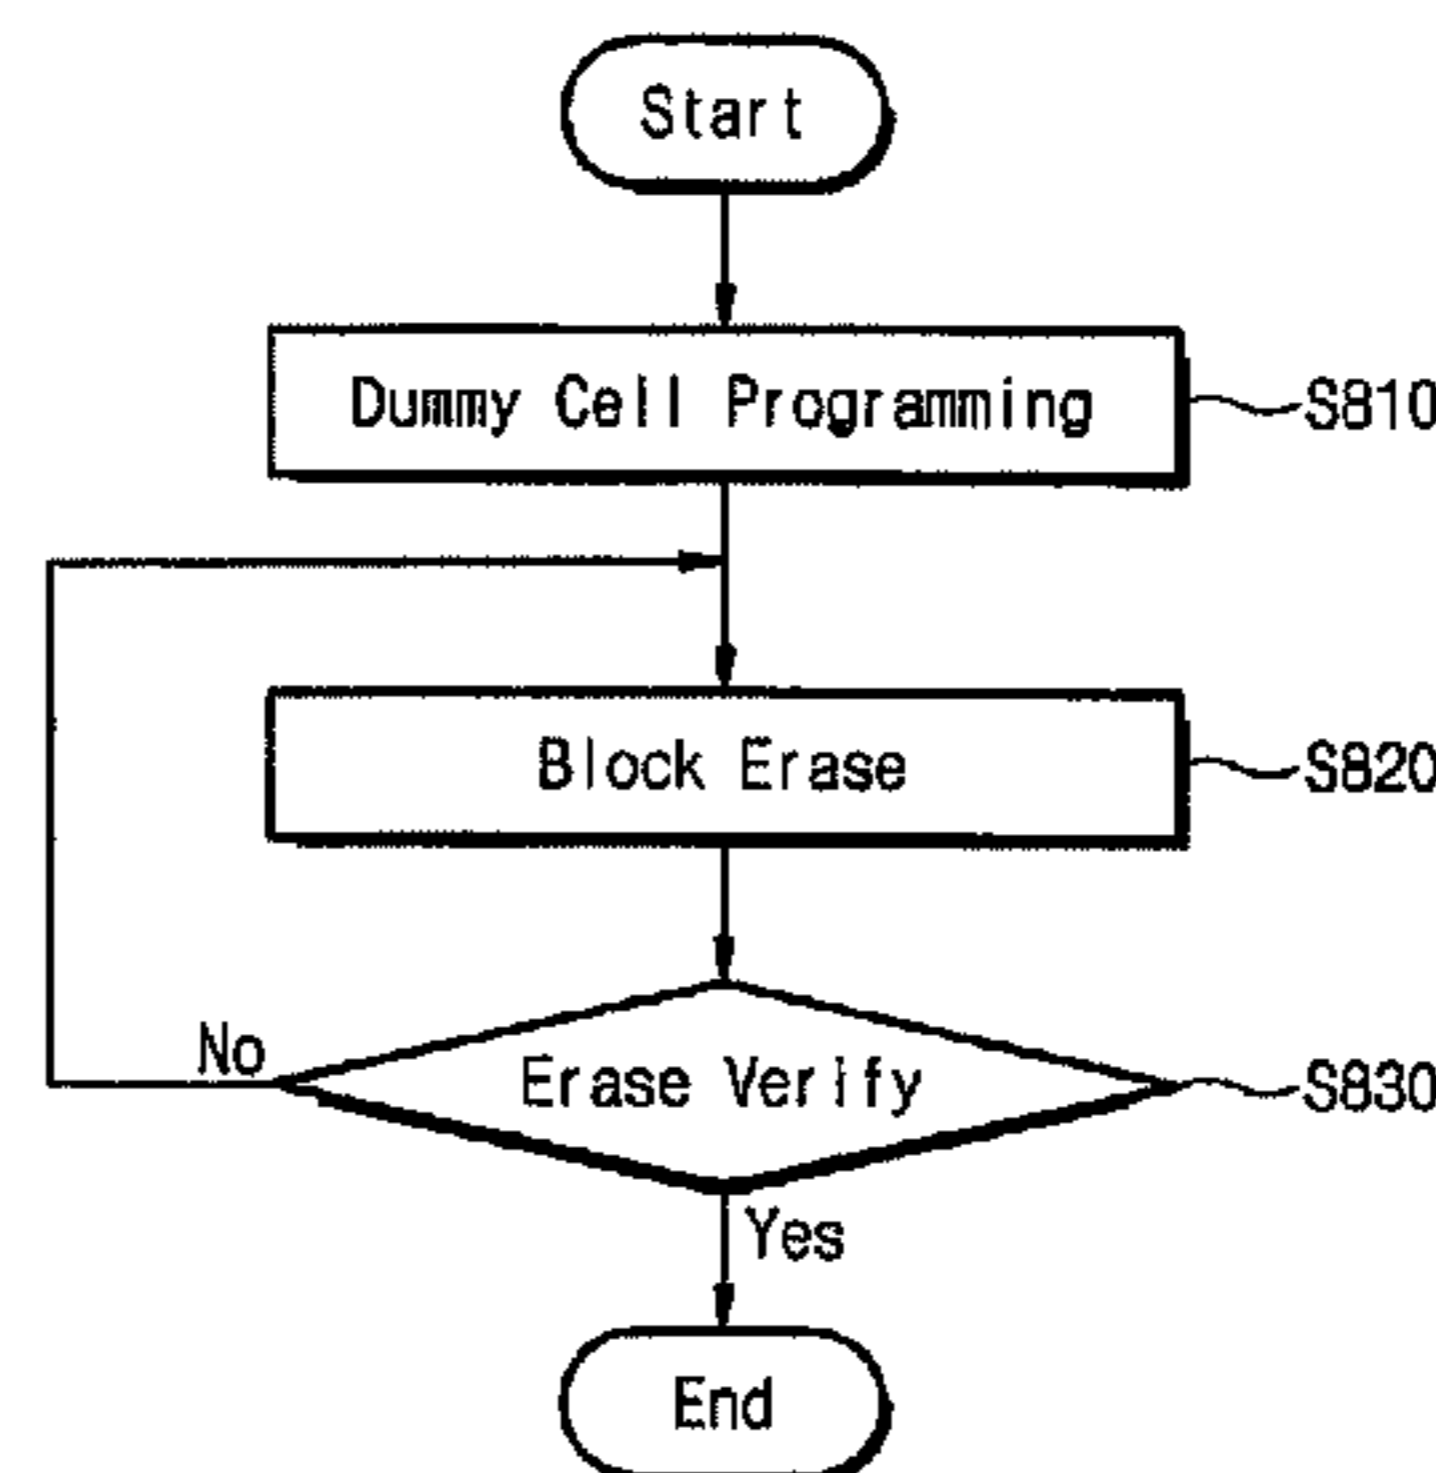 Start
Dummy Cell Programming
S810
Block Erase
S820
No
Erase Verify
S830
Yes
End